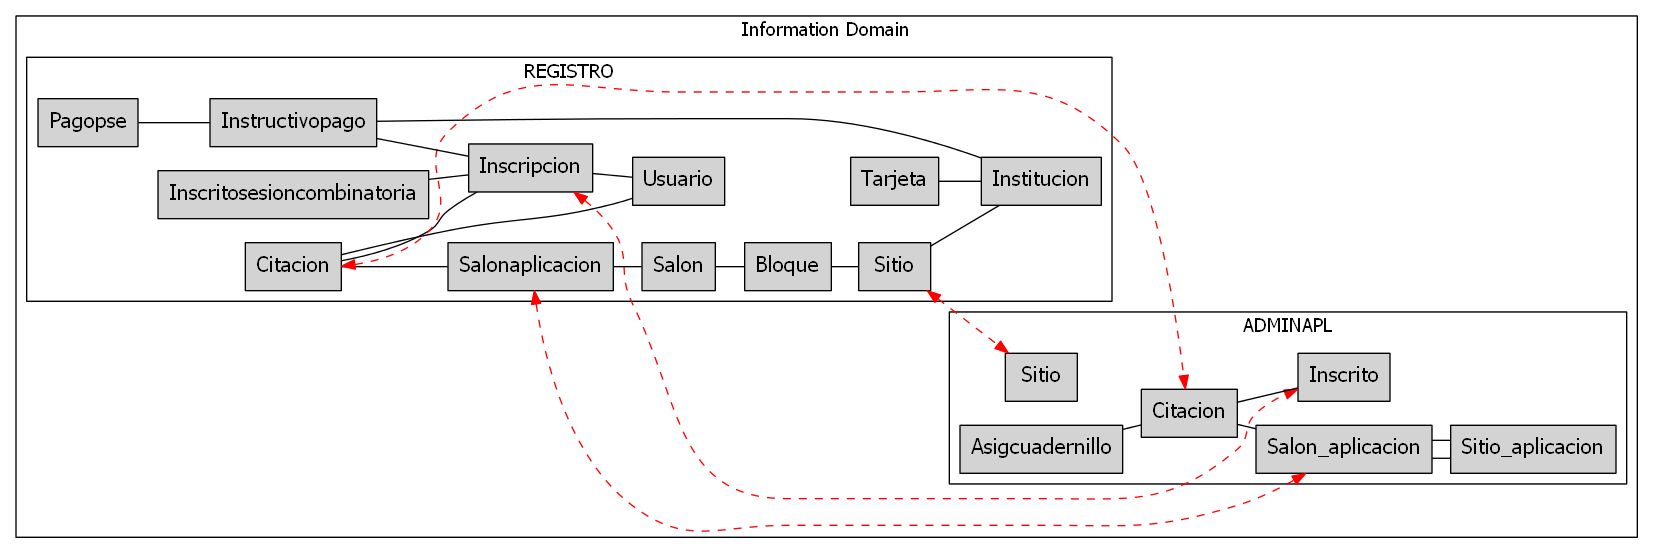 Information Domain
REGISTRO
Pagopse
Instructivopago
Inscripcion
Usuario
Tarjeta
Institucion
Inscritosesioncombinatoria
Citacion
Salonaplicacion
Salon
Bloque
Sitio
ADMINAPL
Sitio
Inscrito
Citacion
Asigcuadernillo
Salon_aplicacion
Sitio_aplicacion